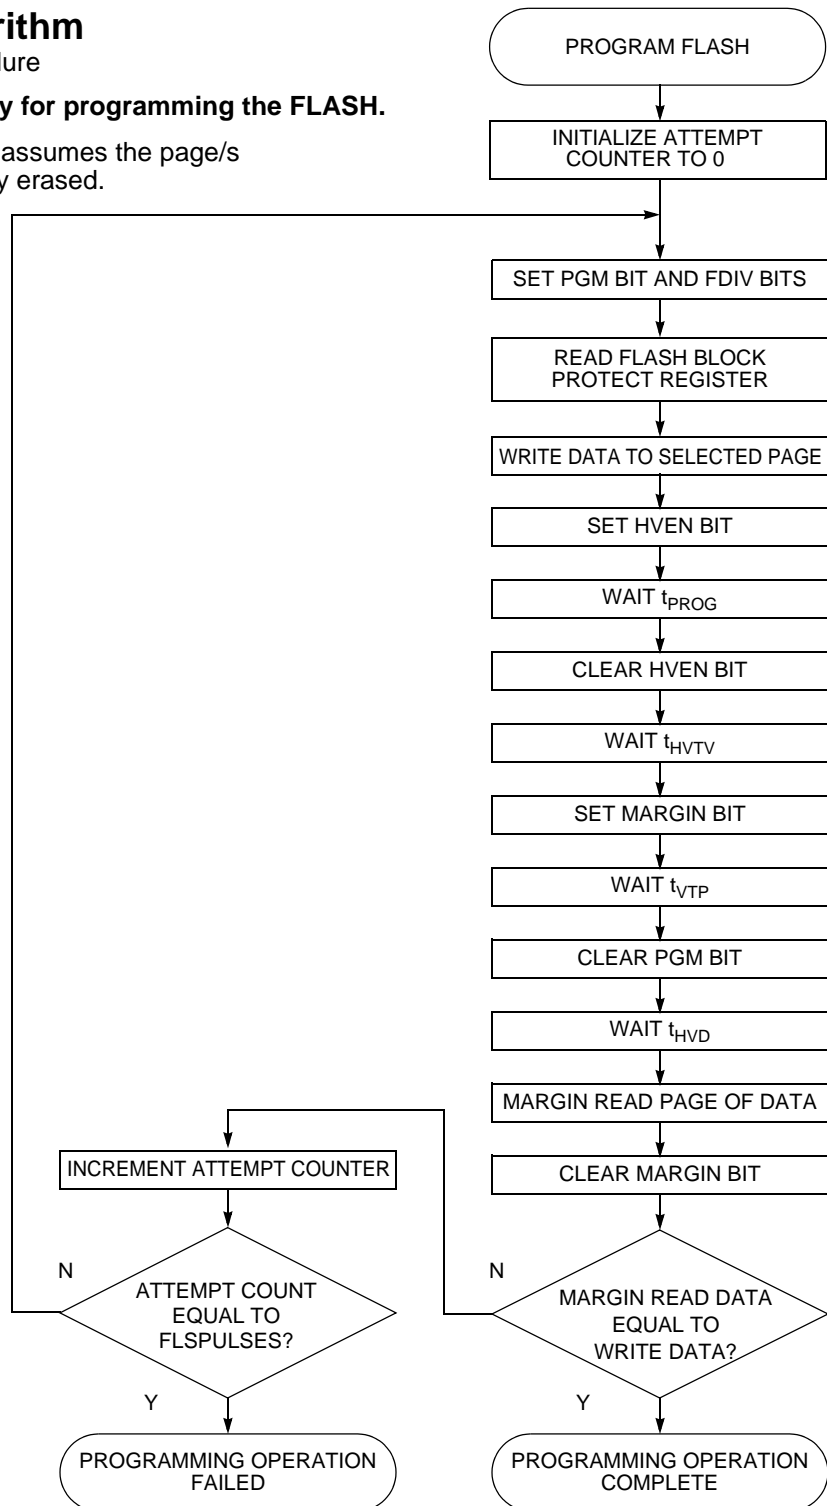 rithm
lure
y for programming the FLASH.
assumes the page/s
y erased.
PROGRAM FLASH
INITIALIZE ATTEMPT
COUNTER TO 0
SET PGM BIT AND FDIV BITS
READ FLASH BLOCK
PROTECT REGISTER
WRITE DATA TO SELECTED PAGE
SET HVEN BIT
WAIT tPROG
CLEAR HVEN BIT
WAIT tHVTV
SET MARGIN BIT
WAIT tVTP
CLEAR PGM BIT
WAIT tHVD
MARGIN READ PAGE OF DATA
CLEAR MARGIN BIT
N
MARGIN READ DATA
EQUAL TO
WRITE DATA?
Y
PROGRAMMING OPERATION
COMPLETE
INCREMENT ATTEMPT COUNTER
N
ATTEMPT COUNT
EQUAL TO
FLSPULSES?
Y
PROGRAMMING OPERATION
FAILED